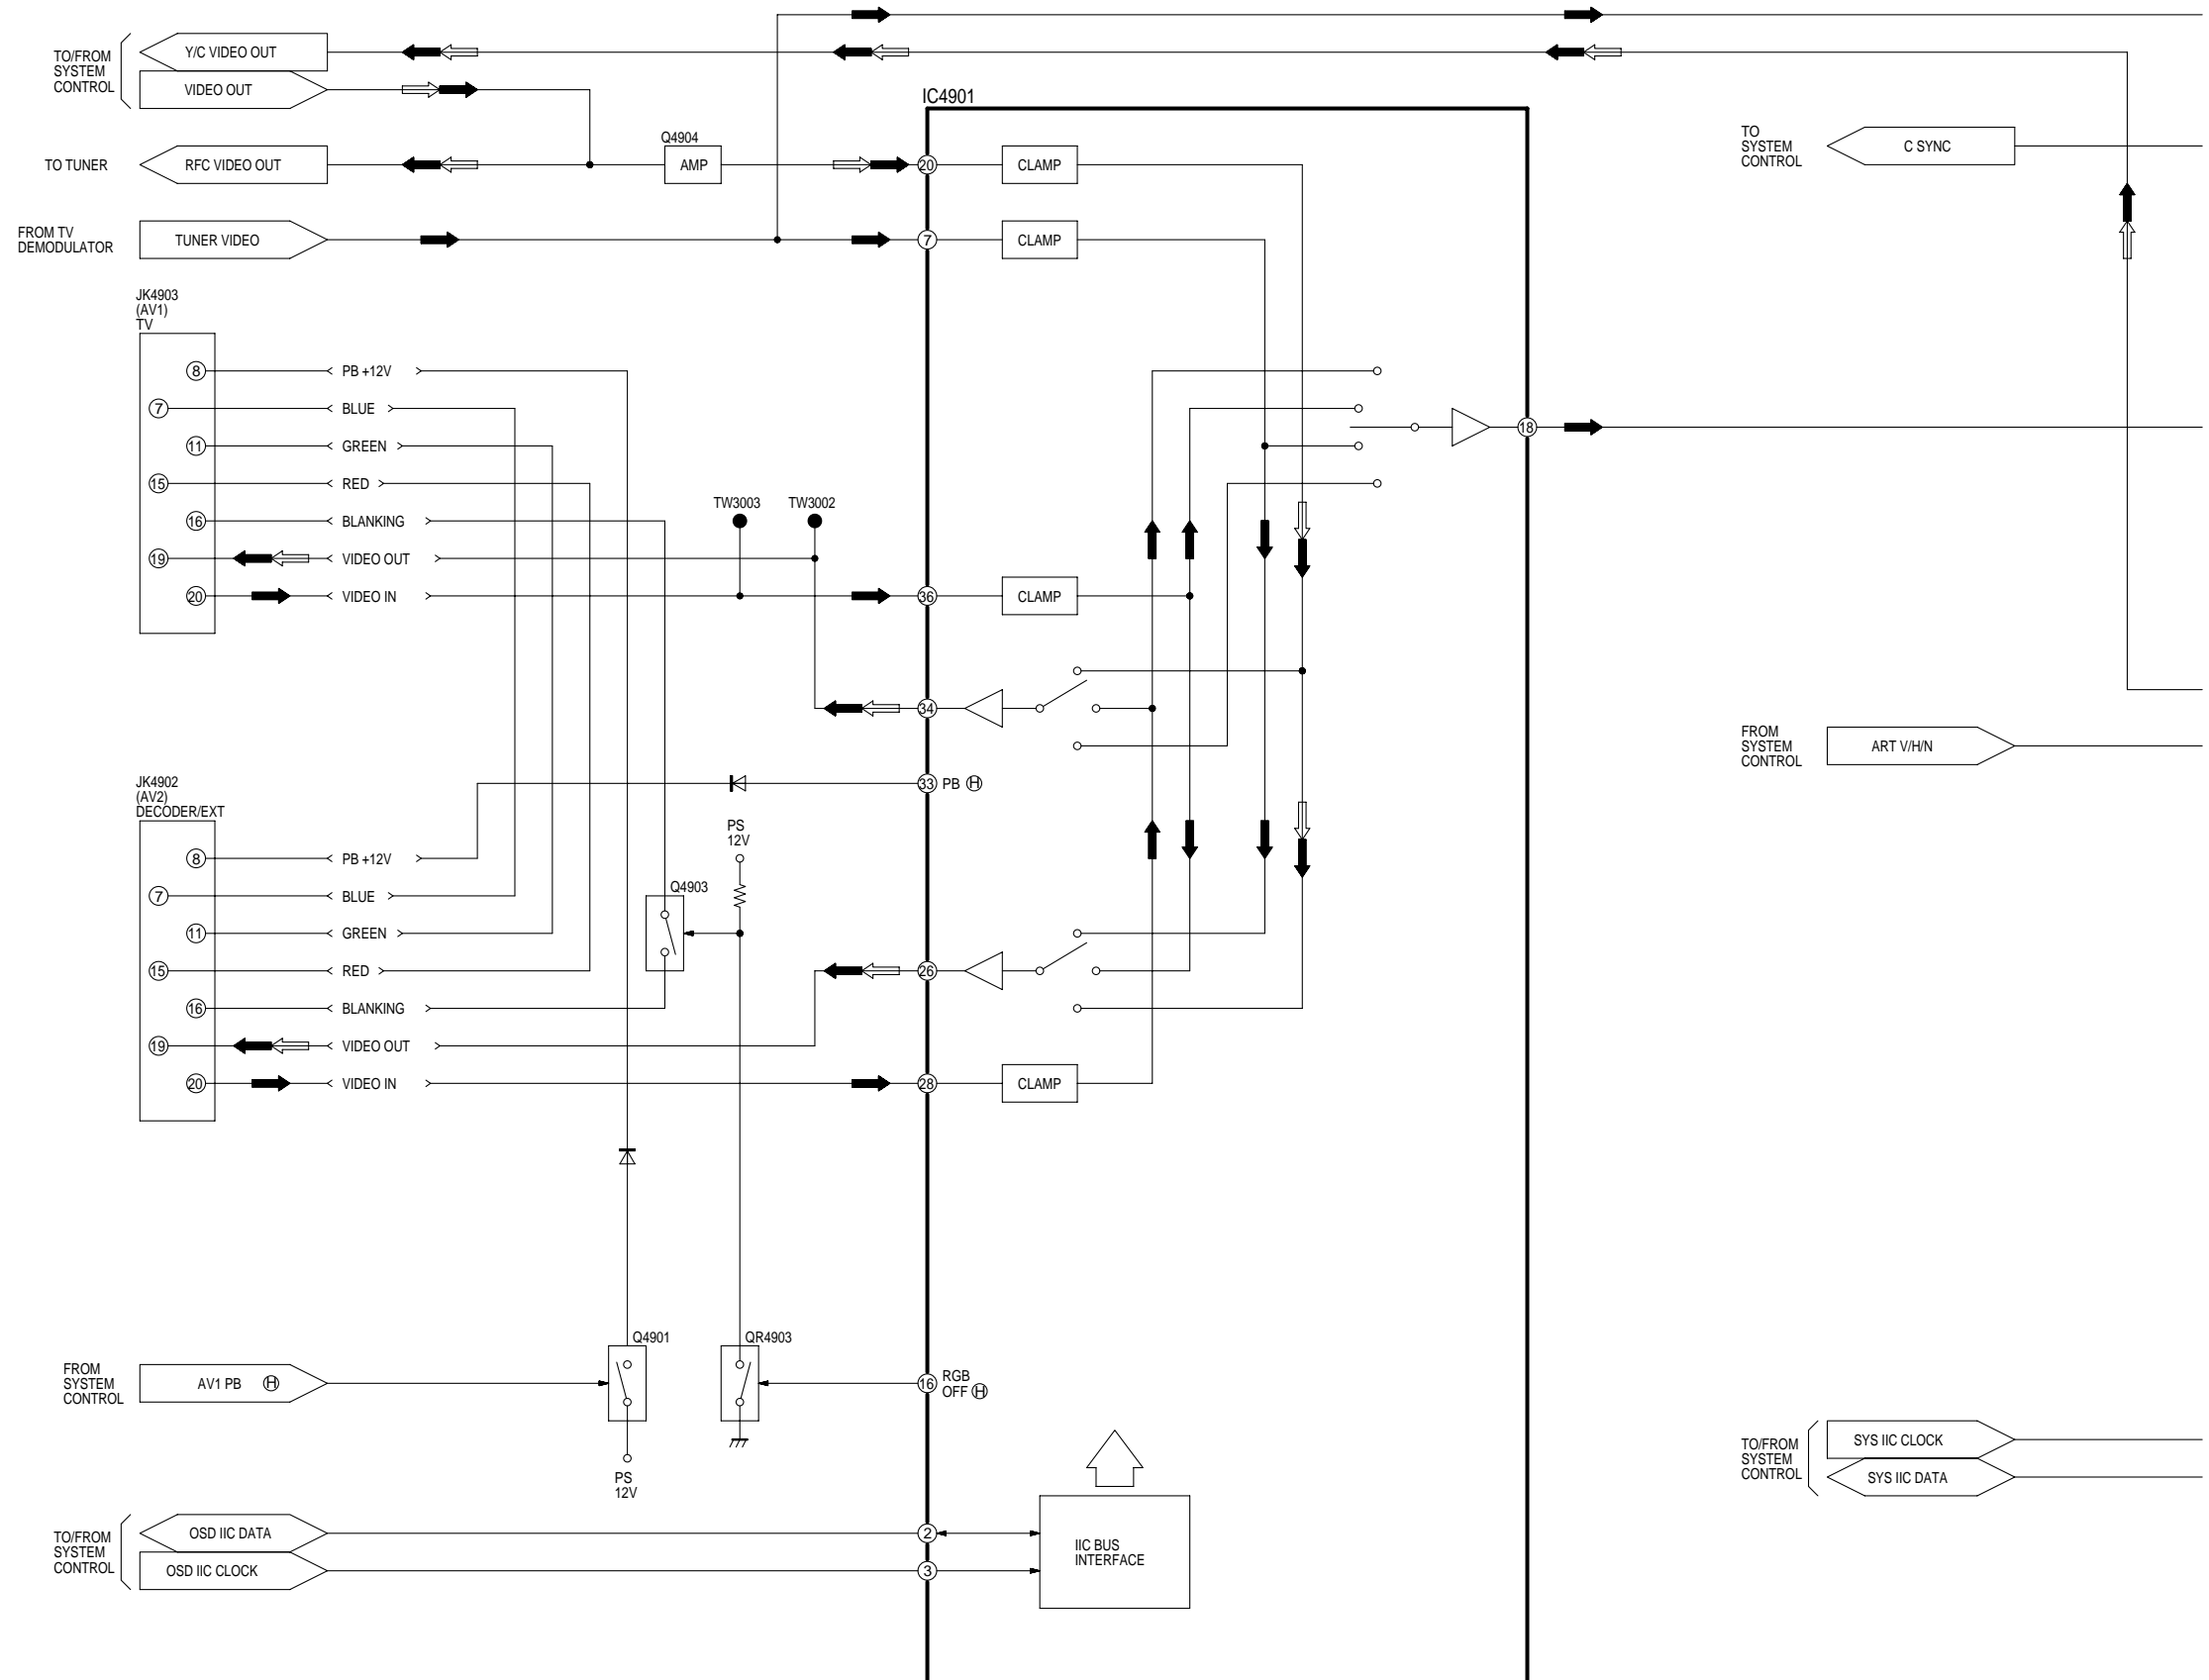 TO/FROM
SYSTEM
CONTROL
Y/C VIDEO OUT
VIDEO OUT
IC4901
TO TUNER
RFC VIDEO OUT
Q4904
AMP
20
CLAMP
TO
SYSTEM
CONTROL
C SYNC
FROM TV
DEMODULATOR
TUNER VIDEO
7
CLAMP
JK4903
(AV1)
TV
8
PB +12V
7
BLUE
11
GREEN
15
RED
16
BLANKING
19
VIDEO OUT
20
VIDEO IN
TW3003
TW3002
18
36
CLAMP
34
33
PB H
FROM
SYSTEM
CONTROL
ART V/H/N
JK4902
(AV2)
DECODER/EXT
8
PB +12V
7
BLUE
11
GREEN
15
RED
16
BLANKING
19
VIDEO OUT
20
VIDEO IN
PS
12V
Q4903
26
28
CLAMP
FROM
SYSTEM
CONTROL
AV1 PB H
Q4901
QR4903
PS
12V
16
RGB
OFF H
TO/FROM
SYSTEM
CONTROL
SYS IIC CLOCK
SYS IIC DATA
TO/FROM
SYSTEM
CONTROL
OSD IIC DATA
OSD IIC CLOCK
2
3
IIC BUS
INTERFACE